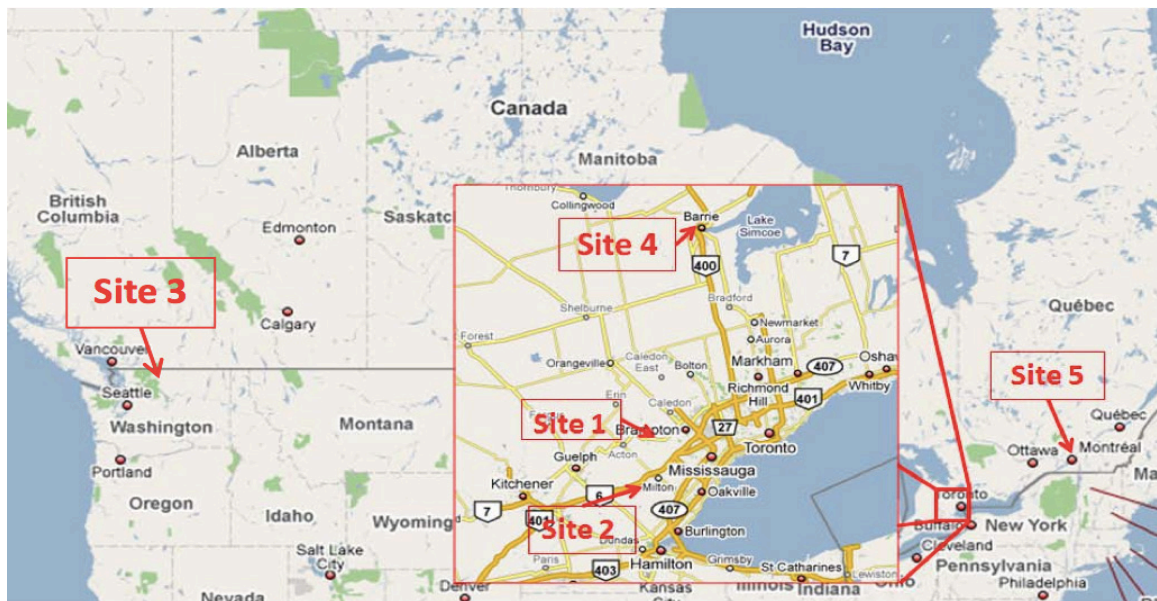 Hudson
Bay
Canada
Alberta
Manitoba
British
Columbia
Edmonton
Saskatc
Site 3
Calgary
Vancouver
Seattle
Washington
Montana
Portland
Oregon
Idaho
Wyoming
Salt Lake
City
Nevada
Denver
Kansas
City
Illinois
Indiana
Ohio
Thornbury
Collingwood
Barrie
Lake
Simcoe
Site 4
400
7
Shelburne
Bradford
Forest
Newmarket
Aurora
Orangeville
Caledon
East
Bolton
Markham
407
Osha
Richmond
Hill
Whitby
401
Erin
Caledon
Site 1
Brampton
27
Toronto
Acton
Guelph
Mississauga
Kitchener
6
Milton
Oakville
7
401
Site 2
407
Burlington
Dundas
Paris
Hamilton
Grimsby
403
St Catharines
Lewiston
Québec
Site 5
Québec
Ottawa
Montréal
Ma
Toronto
Buffalo
New York
Cleveland
Pennsylvania
Philadelphia